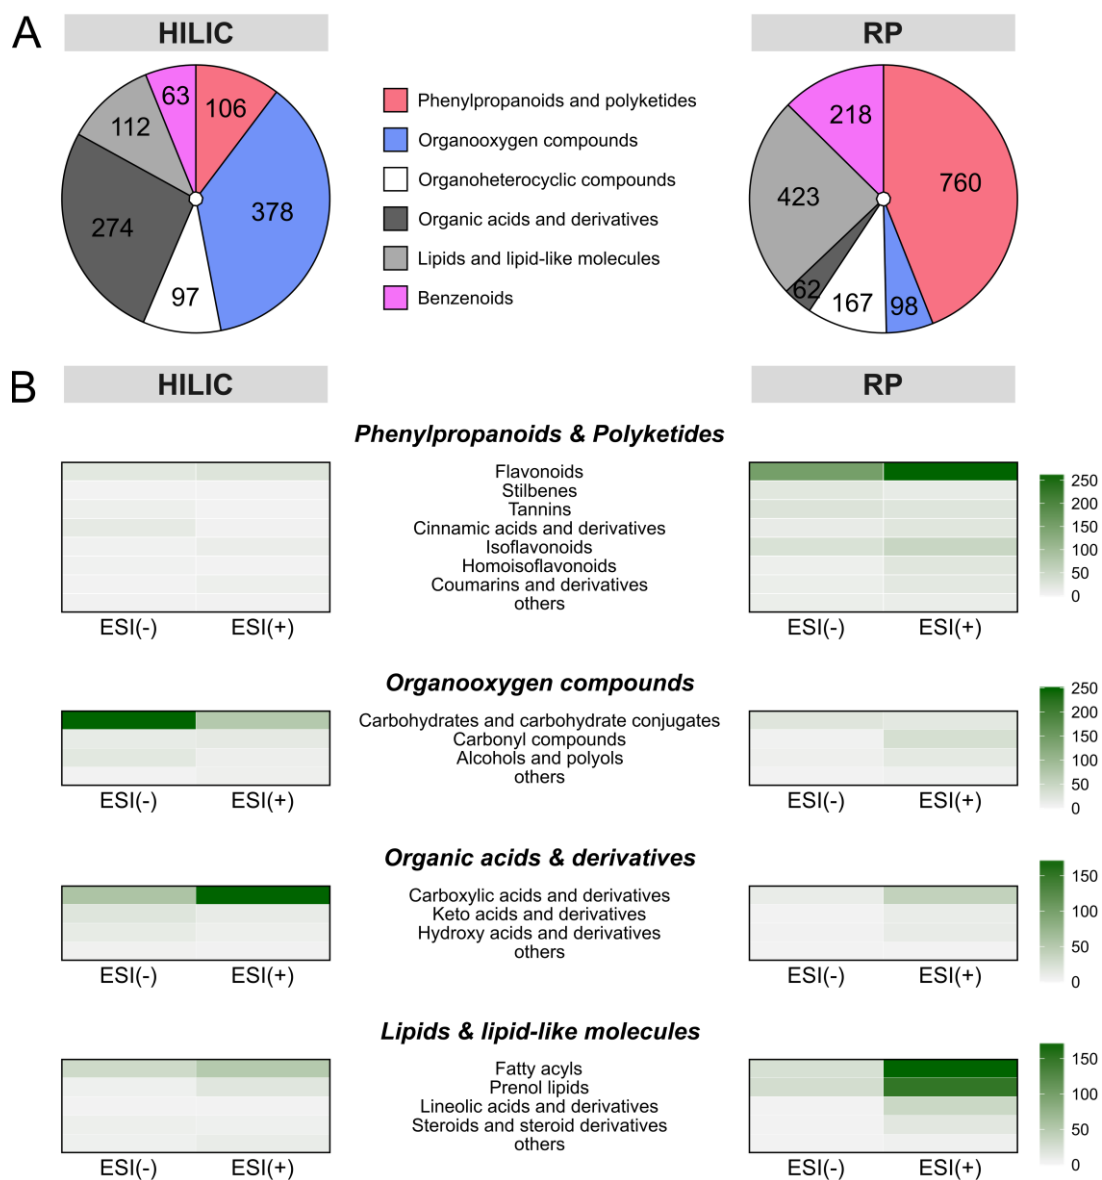 A
HILIC
RP
106
378
97
274
112
63
Phenylpropanoids and polyketides
Organooxygen compounds
Organoheterocyclic compounds
Organic acids and derivatives
Lipids and lipid-like molecules
Benzenoids
760
98
167
62
423
218
B
HILIC
RP
Phenylpropanoids & Polyketides
Flavonoids
Stilbenes
Tannins
Cinnamic acids and derivatives
Isoflavonoids
Homoisoflavonoids
Coumarins and derivatives
others
ESI(-) ESI(+)
ESI(-) ESI(+)
250
200
150
100
50
0
Organooxygen compounds
Carbohydrates and carbohydrate conjugates
Carbonyl compounds
Alcohols and polyols
others
ESI(-) ESI(+)
ESI(-) ESI(+)
250
200
150
100
50
0
Organic acids & derivatives
Carboxylic acids and derivatives
Keto acids and derivatives
Hydroxy acids and derivatives
others
ESI(-) ESI(+)
ESI(-) ESI(+)
150
100
50
0
Lipids & lipid-like molecules
Fatty acyls
Prenol lipids
Lineolic acids and derivatives
Steroids and steroid derivatives
others
ESI(-) ESI(+)
ESI(-) ESI(+)
150
100
50
0